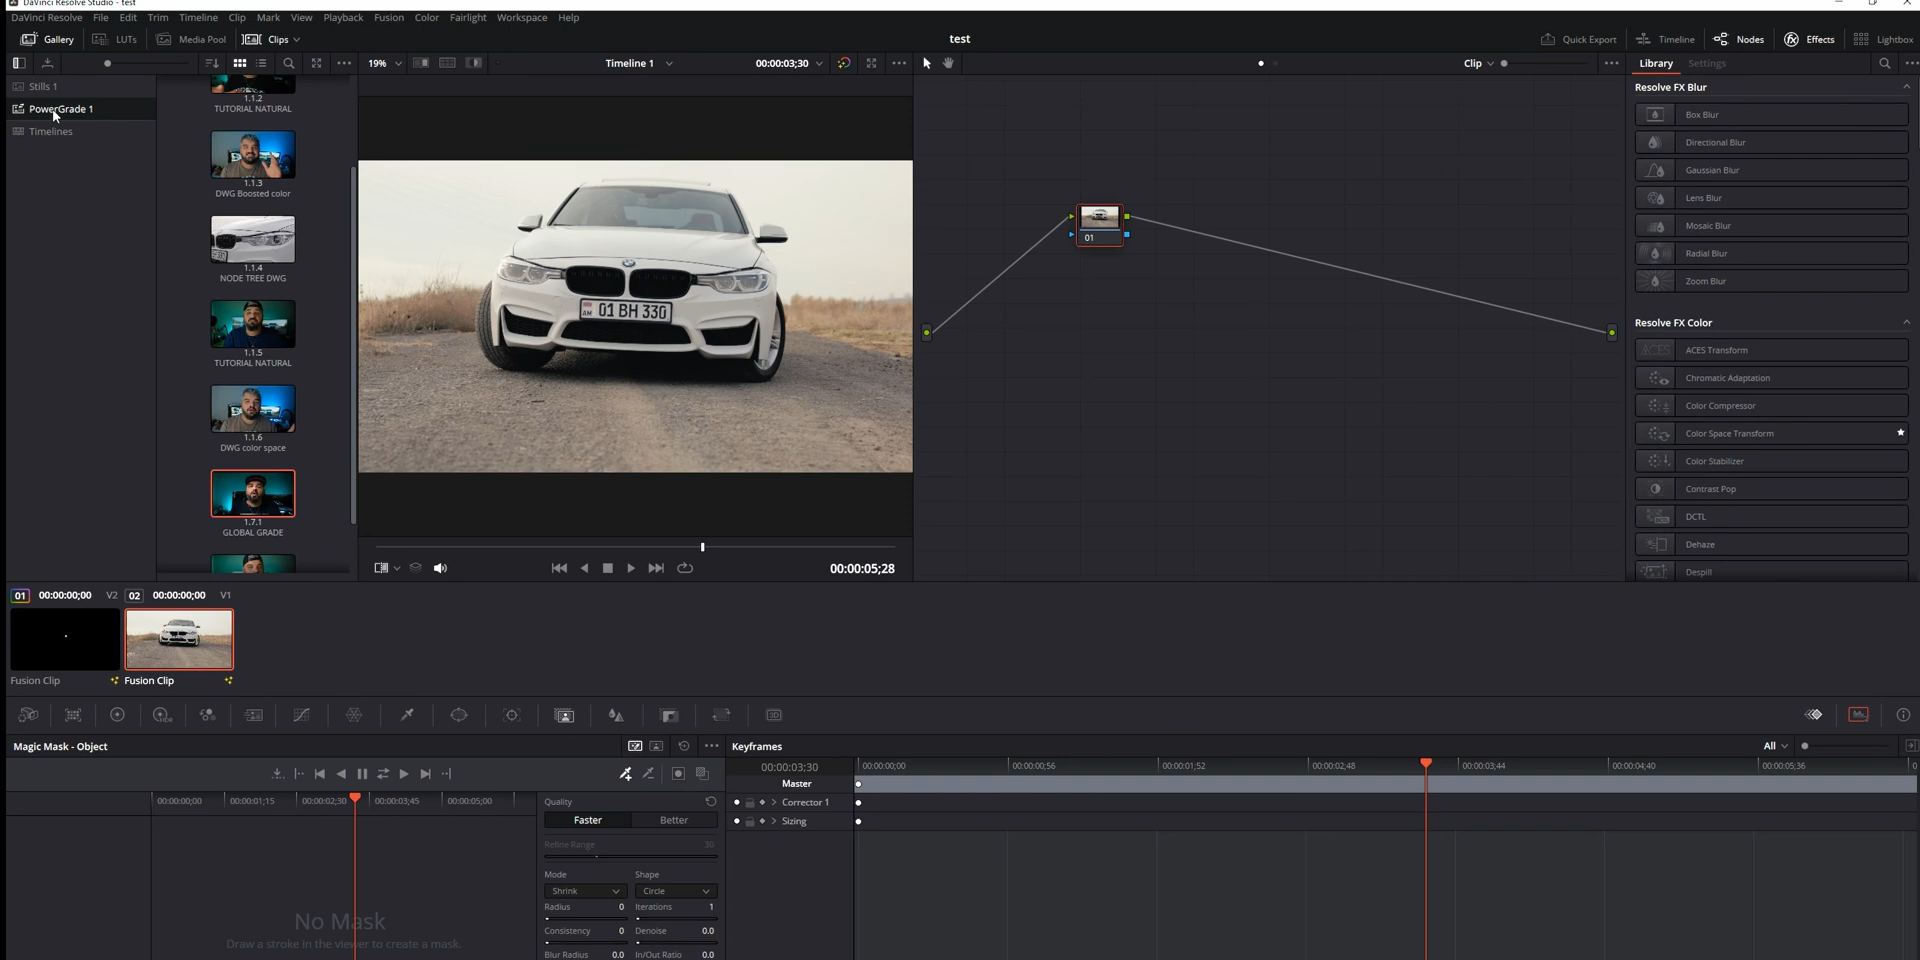 DaVinci Resolve Studio - test
DaVinci Resolve File Edit Trim Timeline Clip Mark View Playback Fusion Color Fairlight Workspace Help
Gallery LUTs Media Pool Clips test Quick Export Timeline Nodes Effects Lightbox
19% Timeline 1 00:00:03;30 Clip Library Settings
Stills 1
PowerGrade 1
Timelines
1.1.2
TUTORIAL NATURAL
1.1.3
DWG Boosted color
1.1.4
NODE TREE DWG
1.1.5
TUTORIAL NATURAL
1.1.6
DWG color space
1.7.1
GLOBAL GRADE
AM 01 BH 330
00:00:05;28
01
Resolve FX Blur
Box Blur
Directional Blur
Gaussian Blur
Lens Blur
Mosaic Blur
Radial Blur
Zoom Blur
Resolve FX Color
ACES ACES Transform
Chromatic Adaptation
Color Compressor
Color Space Transform
Color Stabilizer
Contrast Pop
DCTL DCTL
Dehaze
Despill
01 00:00:00;00 V2 02 00:00:00;00 V1
Fusion Clip Fusion Clip
HDR 3D
Magic Mask - Object
00:00:00;00 00:00:01;15 00:00:02;30 00:00:03;45 00:00:05;00
No Mask
Draw a stroke in the viewer to create a mask.
Quality
Faster Better
Refine Range 30
Mode Shape
Shrink Circle
Radius 0 Iterations 1
Consistency 0 Denoise 0.0
Blur Radius 0.0 In/Out Ratio 0.0
Keyframes All
00:00:03;30 00:00:00;00 00:00:00;56 00:00:01;52 00:00:02;48 00:00:03;44 00:00:04;40 00:00:05;36 0
Master
Corrector 1
Sizing